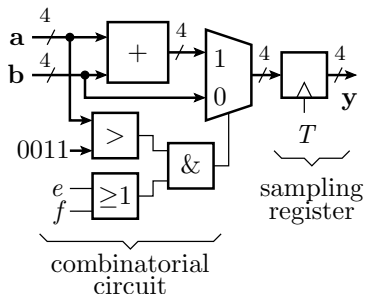 4
a
+
4
1
4
4
4
b
0
y
0011
>
&
T
e
f
≥1
sampling
register
combinatorial
circuit